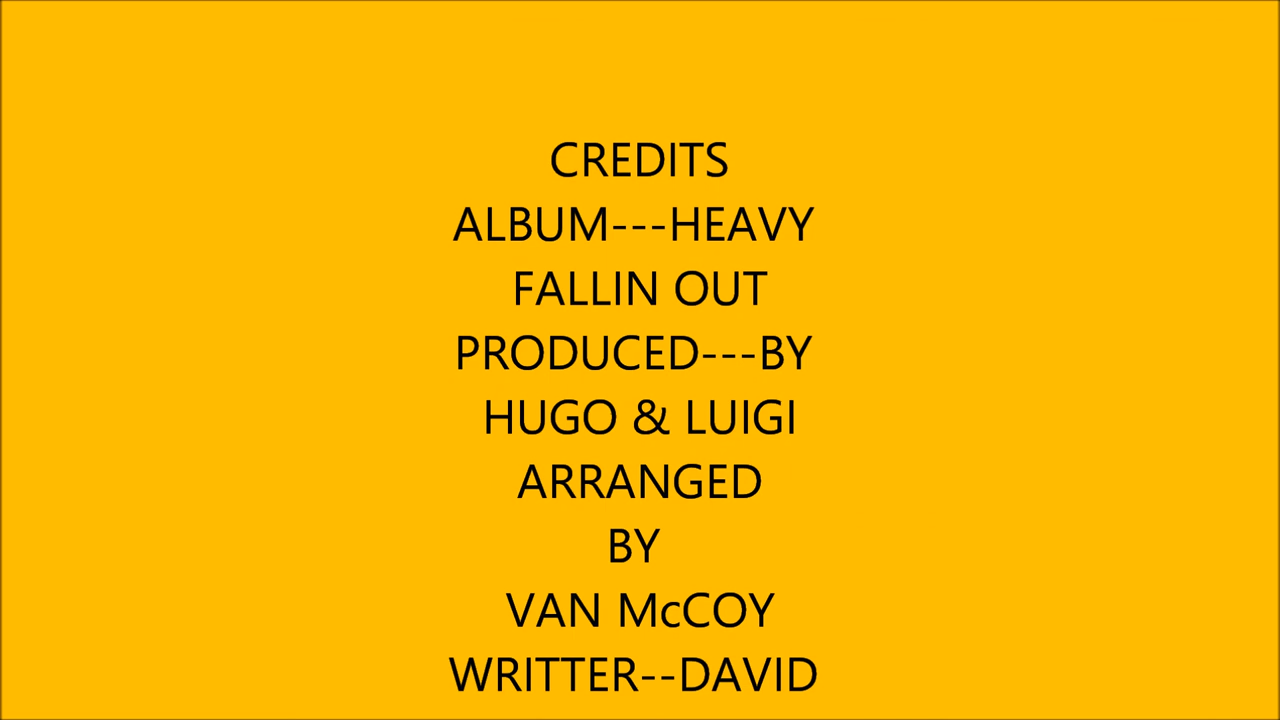 CREDITS
ALBUM---HEAVY
FALLIN OUT
PRODUCED---BY
HUGO & LUIGI
ARRANGED
BY
VAN McCOY
WRITTER--DAVID